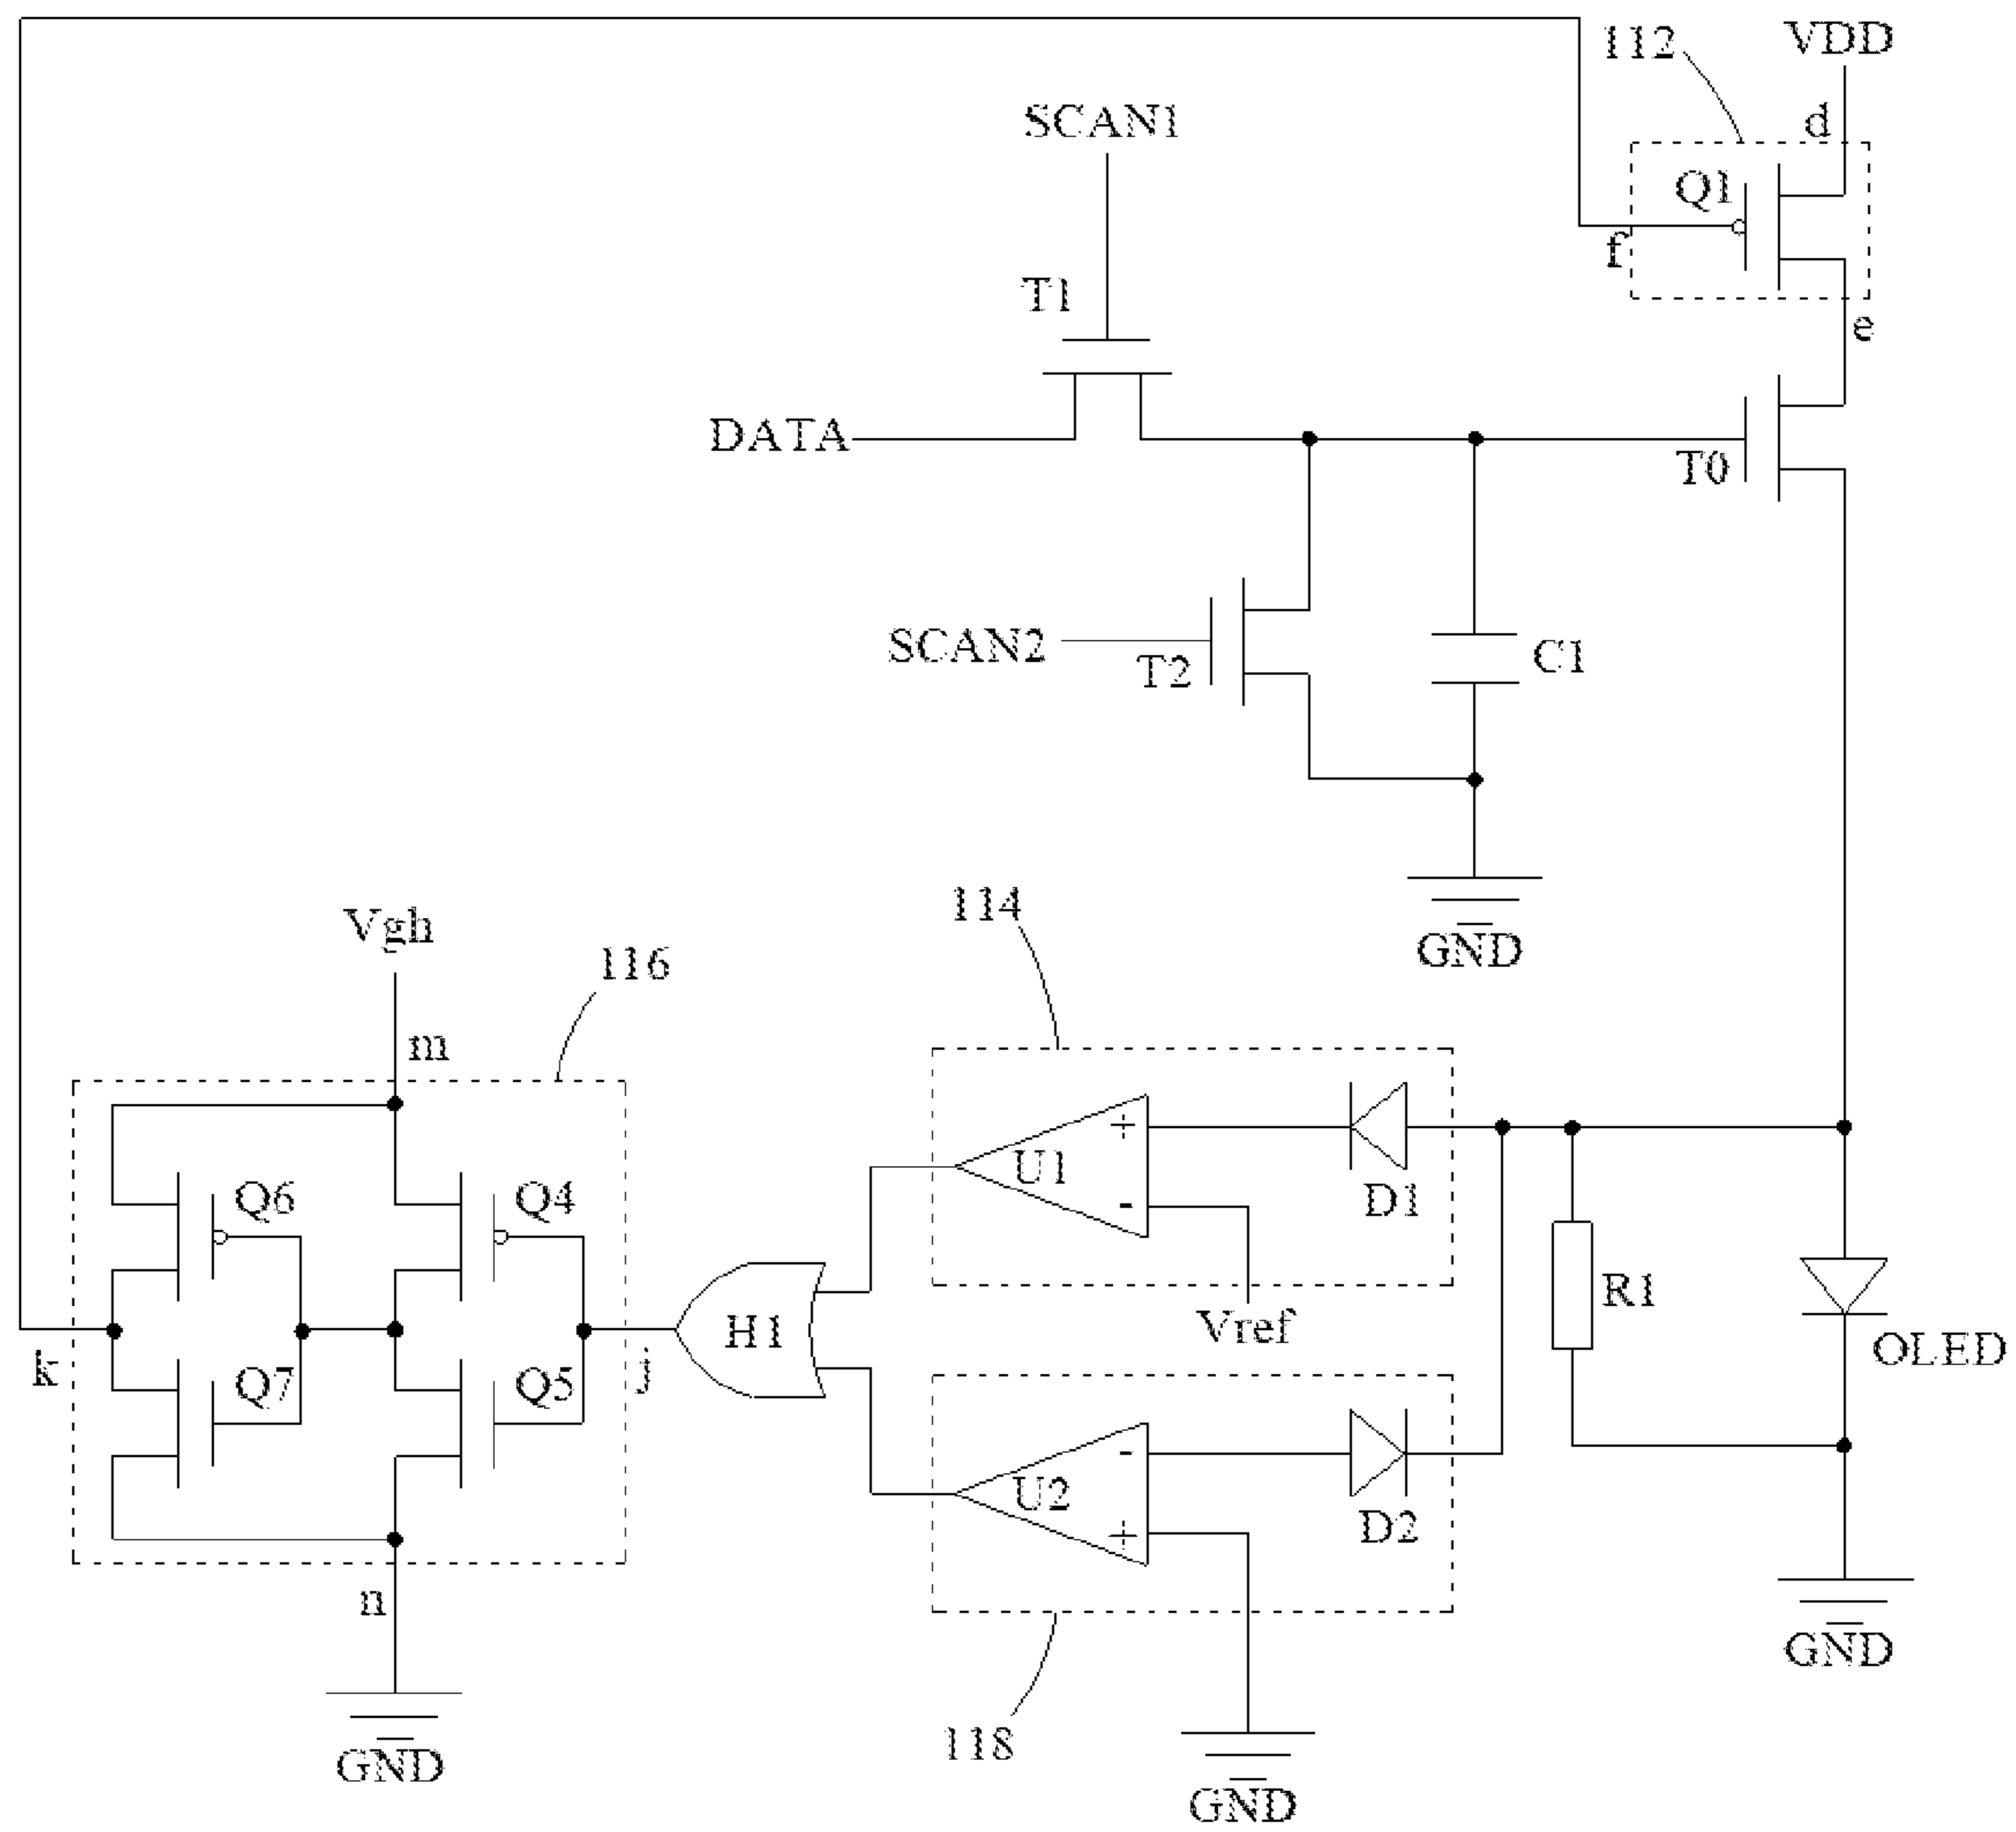 112
VDD
d
SCAN1
Q1
f
e
T1
DATA
T0
SCAN2
T2
C1
114
Vgh
GND
116
m
+
U1
-
D1
Q6
Q4
R1
H1
Vref
OLED
k
Q7
Q5
j
-
U2
+
D2
n
GND
118
GND
GND